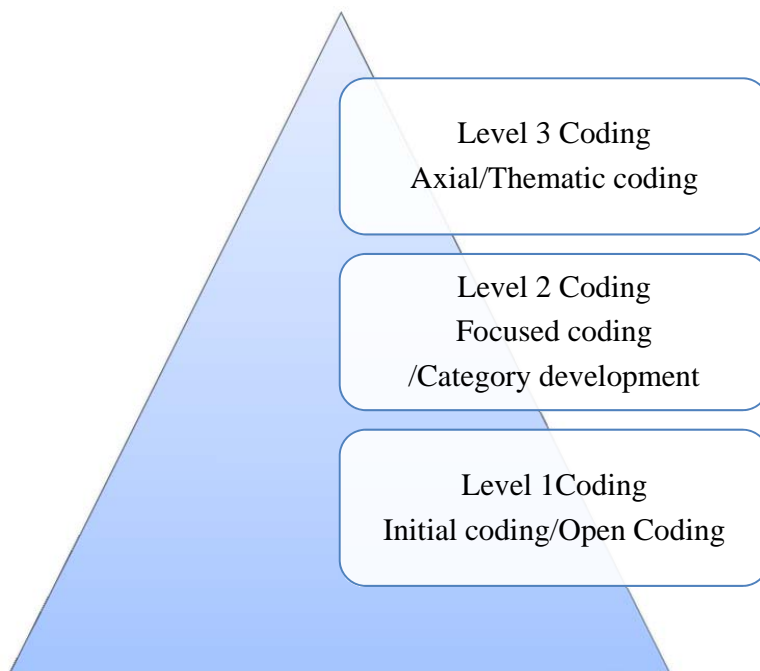 Level 3 Coding
Axial/Thematic coding
Level 2 Coding
Focused coding
/Category development
Level 1Coding
Initial coding/Open Coding